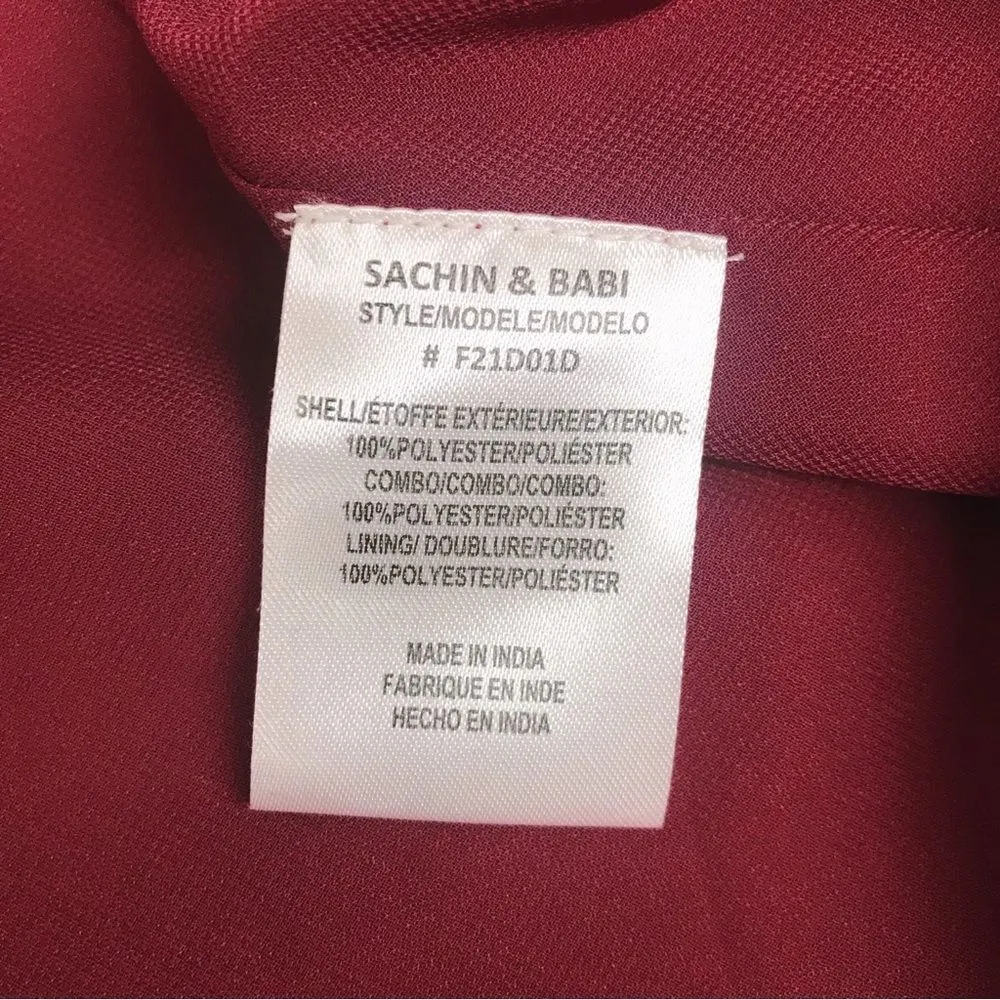 SACHIN & BABI
STYLE/MODELE/MODELO
# F21D01D
SHELL/ÉTOFFE EXTÉRIEURE/EXTERIOR:
100%POLYESTER/POLIÉSTER
COMBO/COMBO/COMBO:
100%POLYESTER/POLIÉSTER
LINING/ DOUBLURE/FORRO:
100%POLYESTER/POLIÉSTER
MADE IN INDIA
FABRIQUE EN INDE
HECHO EN INDIA